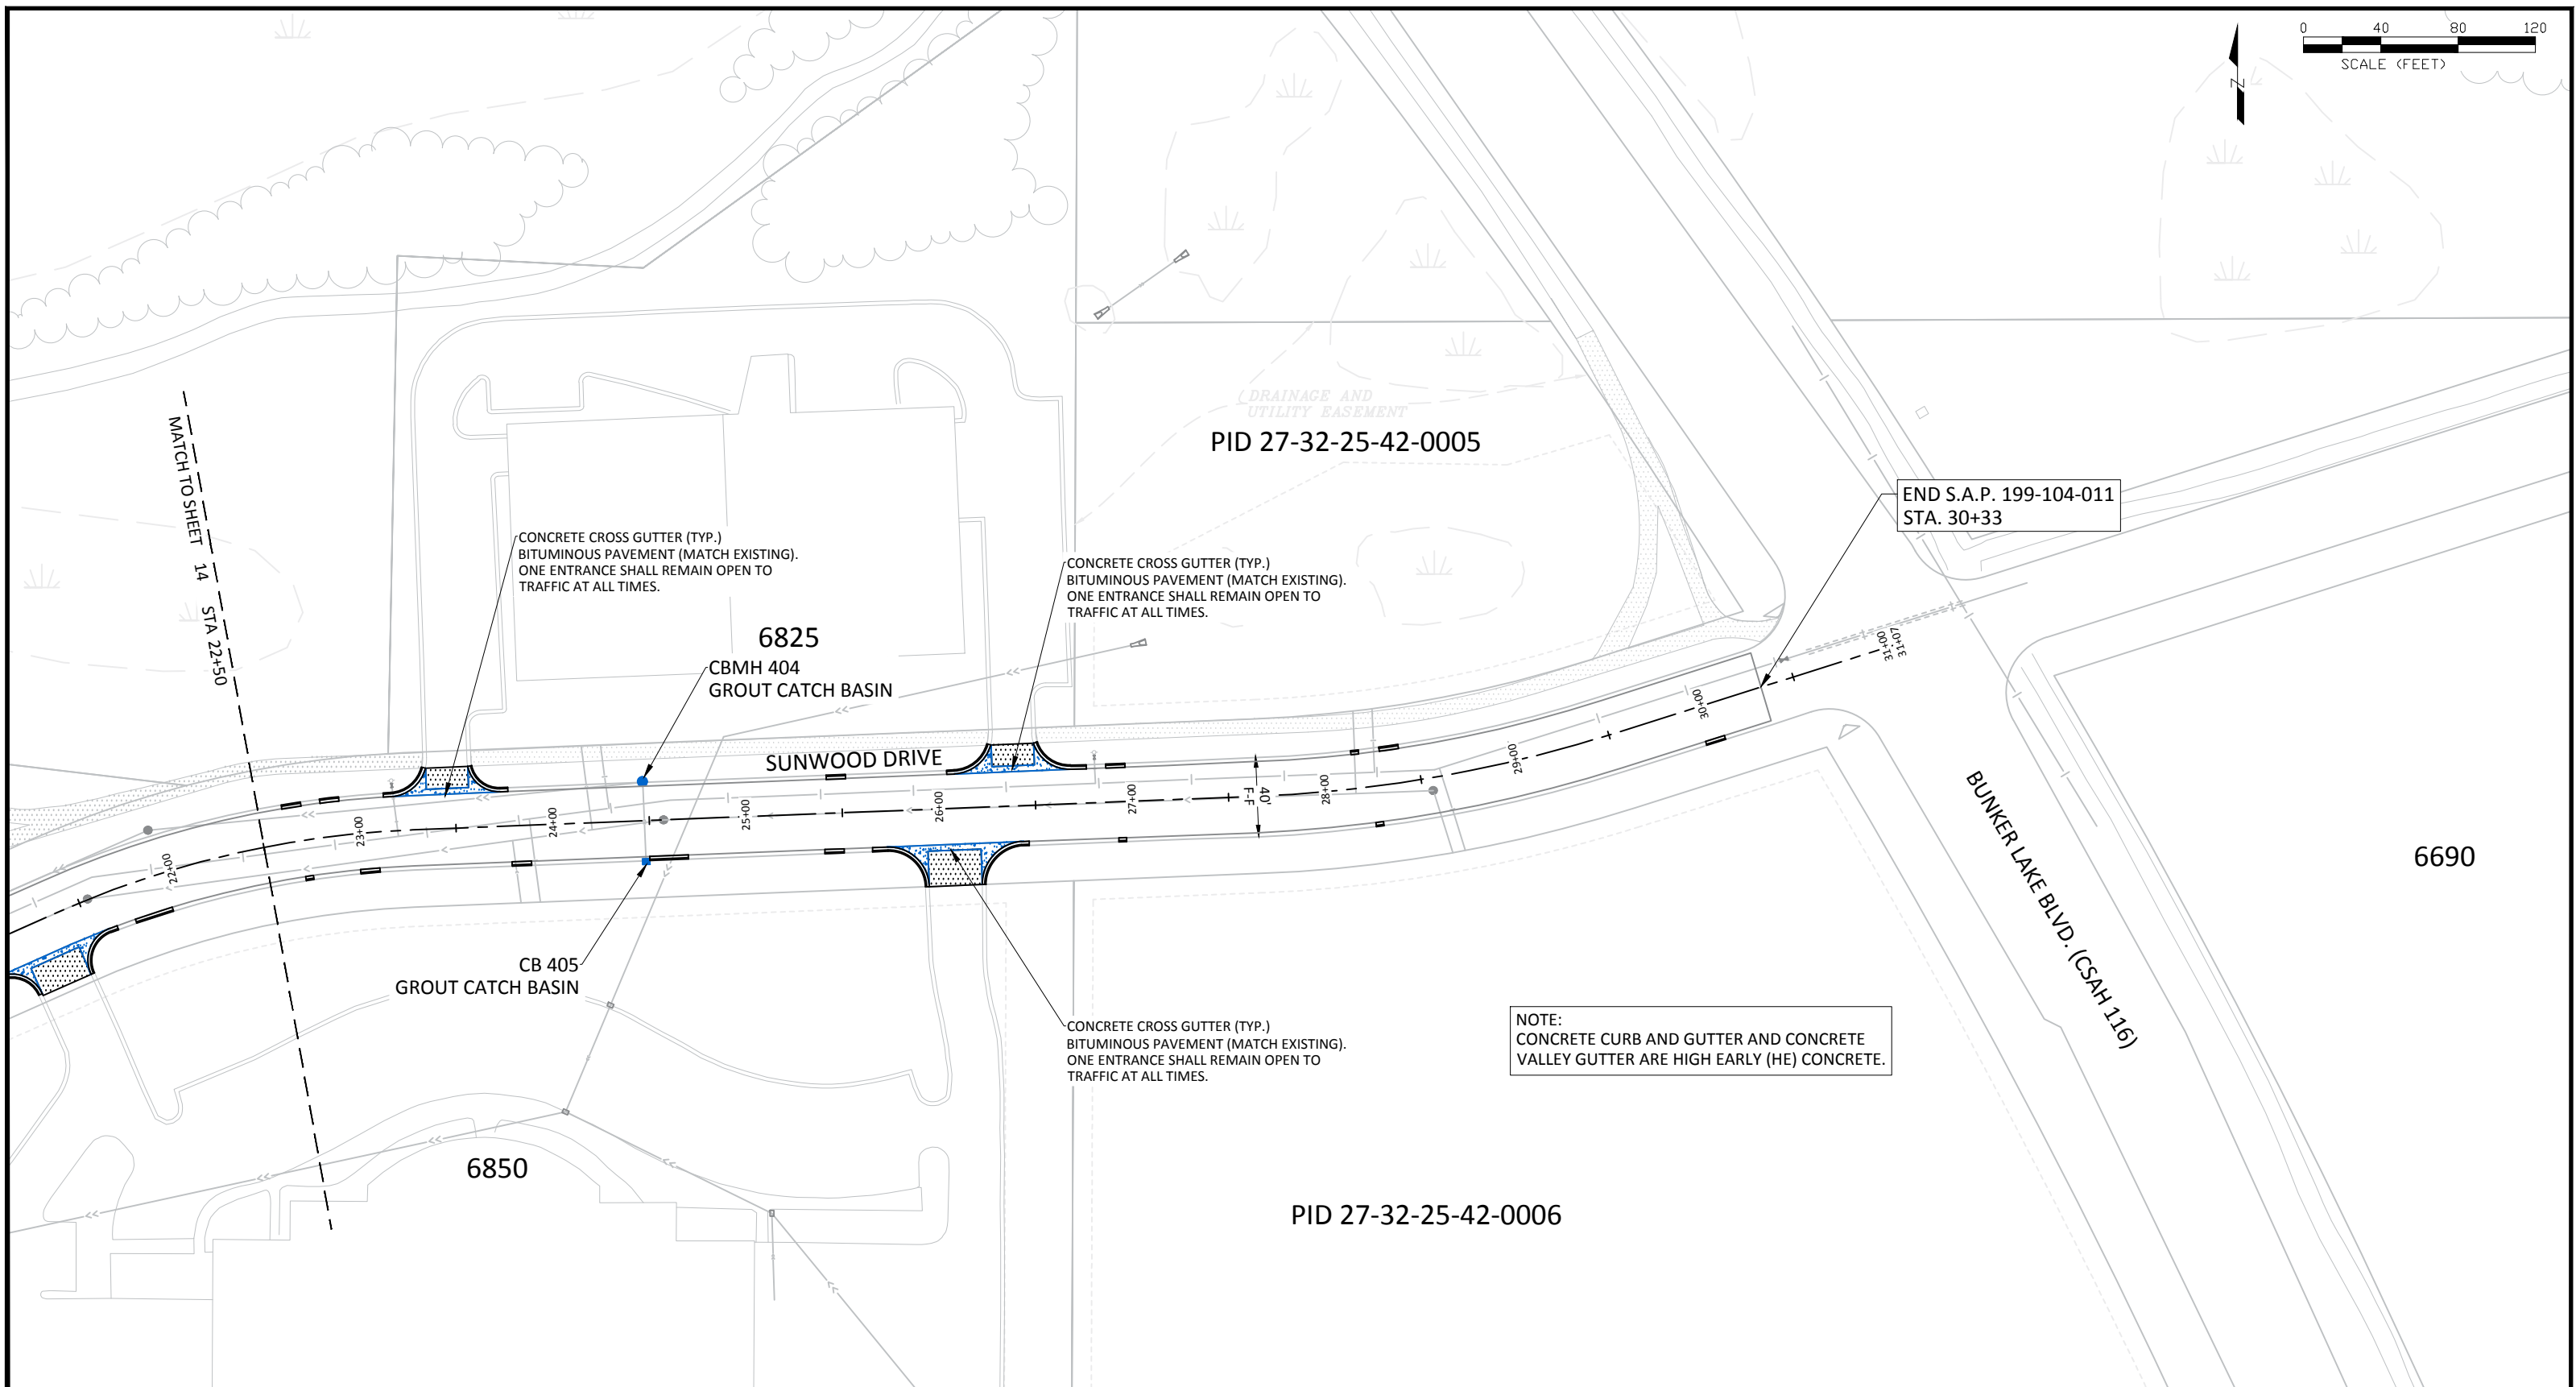 0 40 80 120
SCALE (FEET)
N
DRAINAGE AND
UTILITY EASEMENT
PID 27-32-25-42-0005
MATCH TO SHEET 14 STA 22+50
END S.A.P. 199-104-011
STA. 30+33
CONCRETE CROSS GUTTER (TYP.)
BITUMINOUS PAVEMENT (MATCH EXISTING).
ONE ENTRANCE SHALL REMAIN OPEN TO
TRAFFIC AT ALL TIMES.
CONCRETE CROSS GUTTER (TYP.)
BITUMINOUS PAVEMENT (MATCH EXISTING).
ONE ENTRANCE SHALL REMAIN OPEN TO
TRAFFIC AT ALL TIMES.
6825
CBMH 404
GROUT CATCH BASIN
SUNWOOD DRIVE
22+00
23+00
24+00
25+00
26+00
27+00
28+00
29+00
30+00
31+00
31+07
40'
F-F
BUNKER LAKE BLVD. (CSAH 116)
6690
CB 405
GROUT CATCH BASIN
CONCRETE CROSS GUTTER (TYP.)
BITUMINOUS PAVEMENT (MATCH EXISTING).
ONE ENTRANCE SHALL REMAIN OPEN TO
TRAFFIC AT ALL TIMES.
NOTE:
CONCRETE CURB AND GUTTER AND CONCRETE
VALLEY GUTTER ARE HIGH EARLY (HE) CONCRETE.
6850
PID 27-32-25-42-0006